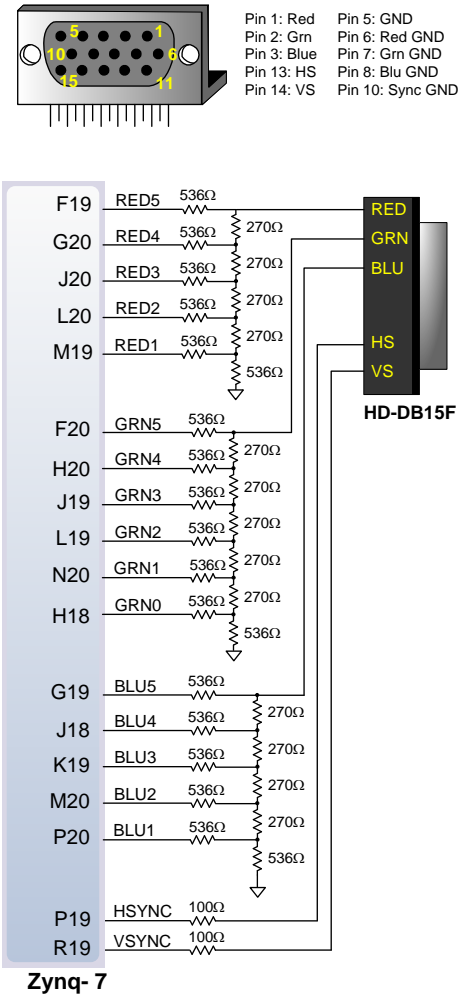 Pin 1: Red Pin 5: GND
Pin 2: Grn Pin 6: Red GND
Pin 3: Blue Pin 7: Grn GND
Pin 13: HS Pin 8: Blu GND
Pin 14: VS Pin 10: Sync GND
5 1
10 6
15 11
F19 RED5 536Ω
270Ω
G20 RED4 536Ω
270Ω
J20 RED3 536Ω
270Ω
L20 RED2 536Ω
270Ω
M19 RED1 536Ω
536Ω
RED
GRN
BLU
HS
VS
HD-DB15F
F20 GRN5 536Ω
270Ω
H20 GRN4 536Ω
270Ω
J19 GRN3 536Ω
270Ω
L19 GRN2 536Ω
270Ω
N20 GRN1 536Ω
270Ω
H18 GRN0 536Ω
536Ω
G19 BLU5 536Ω
270Ω
J18 BLU4 536Ω
270Ω
K19 BLU3 536Ω
270Ω
M20 BLU2 536Ω
270Ω
P20 BLU1 536Ω
536Ω
P19 HSYNC 100Ω
R19 VSYNC 100Ω
Zynq- 7